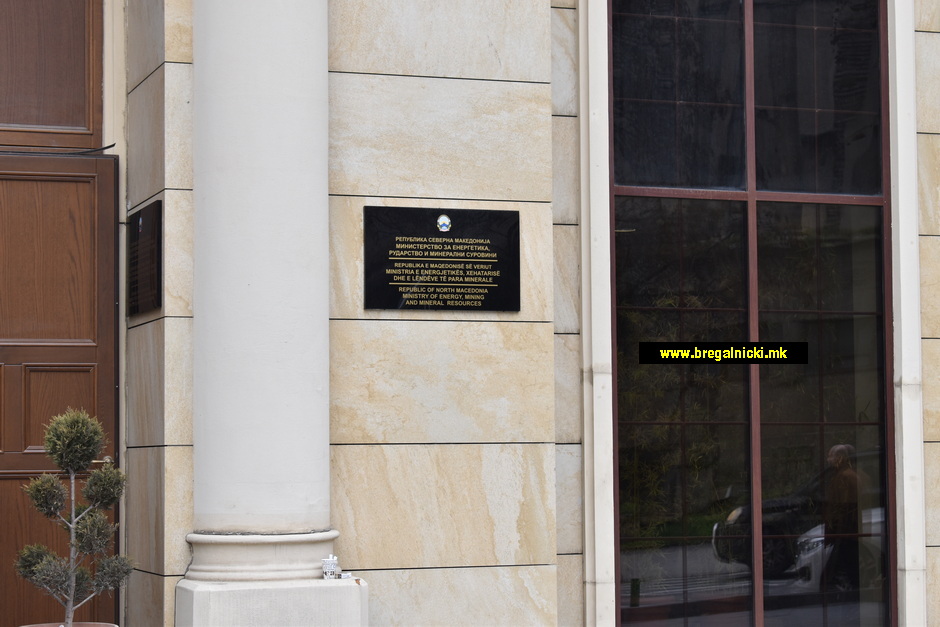 РЕПУБЛИКА СЕВЕРНА МАКЕДОНИЈА
МИНИСТЕРСТВО ЗА ЕНЕРГЕТИКА,
РУДАРСТВО И МИНЕРАЛНИ СУРОВИНИ
REPUBLIKA E MAQEDONISË SË VERIUT
MINISTRIA E ENERGJETIKËS, XEHATARISË
DHE E LËNDËVE TË PARA MINERALE
REPUBLIC OF NORTH MACEDONIA
MINISTRY OF ENERGY, MINING
AND MINERAL RESOURCES
www.bregalnicki.mk